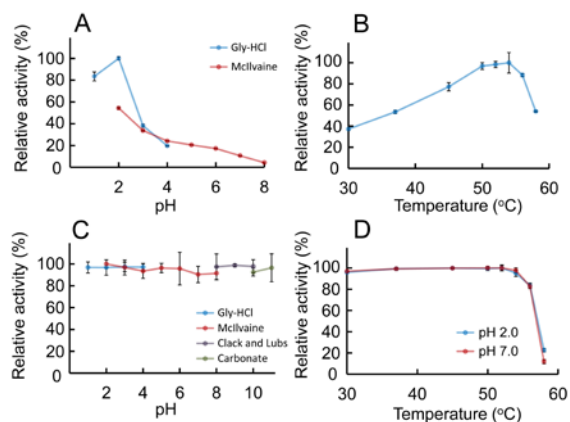 A
Relative activity (%)
100
80
60
40
20
0
2
4
6
8
pH
Gly-HCl
McIlvaine
B
Relative activity (%)
100
80
60
40
20
0
30
40
50
60
Temperature (oC)
C
Relative activity (%)
100
80
60
40
20
0
2
4
6
8
10
pH
Gly-HCl
McIlvaine
Clack and Lubs
Carbonate
D
Relative activity (%)
100
80
60
40
20
0
30
40
50
60
Temperature (oC)
pH 2.0
pH 7.0